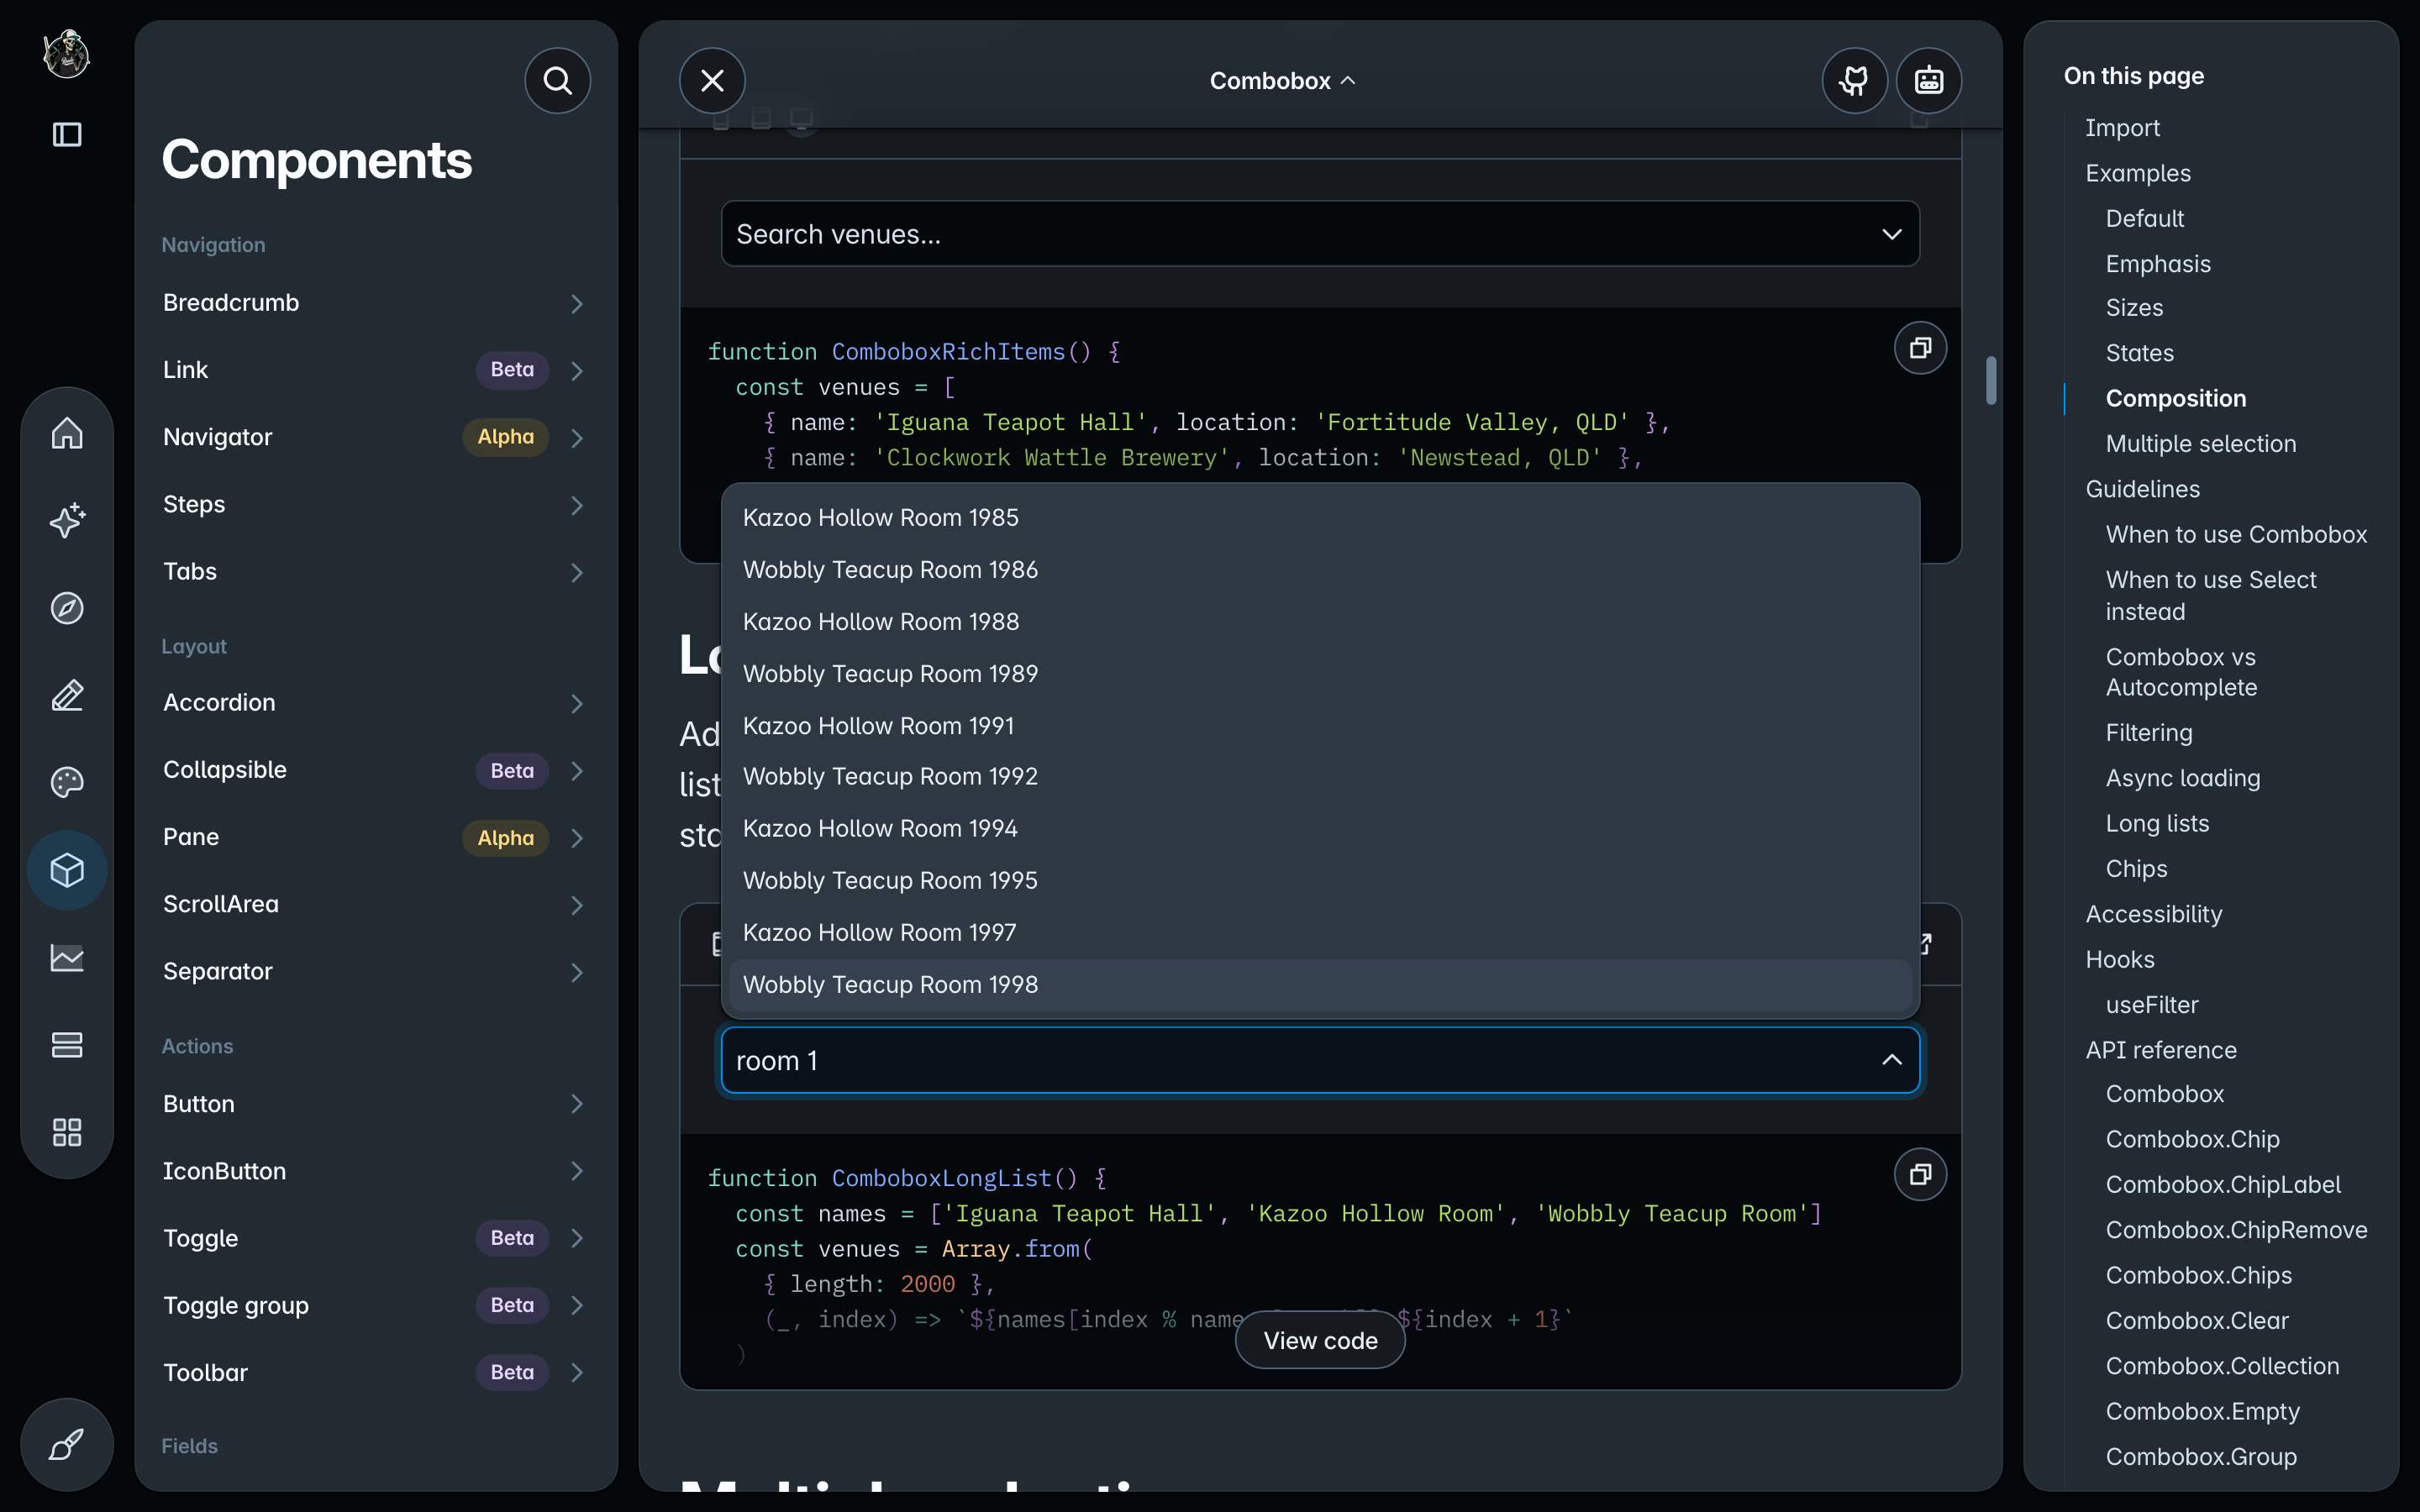 Components
Navigation
Breadcrumb
Link Beta
Navigator Alpha
Steps
Tabs
Layout
Accordion
Collapsible Beta
Pane Alpha
ScrollArea
Separator
Actions
Button
IconButton
Toggle Beta
Toggle group Beta
Toolbar Beta
Fields
Combobox
Search venues...
function ComboboxRichItems() {
const venues = [
{ name: 'Iguana Teapot Hall', location: 'Fortitude Valley, QLD' },
{ name: 'Clockwork Wattle Brewery', location: 'Newstead, QLD' },
Kazoo Hollow Room 1985
Wobbly Teacup Room 1986
Kazoo Hollow Room 1988
Wobbly Teacup Room 1989
Kazoo Hollow Room 1991
Wobbly Teacup Room 1992
Kazoo Hollow Room 1994
Wobbly Teacup Room 1995
Kazoo Hollow Room 1997
Wobbly Teacup Room 1998
room 1
function ComboboxLongList() {
const names = ['Iguana Teapot Hall', 'Kazoo Hollow Room', 'Wobbly Teacup Room']
const venues = Array.from(
{ length: 2000 },
(_, index) => `${names[index % name ${index + 1}`
)
View code
On this page
Import
Examples
Default
Emphasis
Sizes
States
Composition
Multiple selection
Guidelines
When to use Combobox
When to use Select
instead
Combobox vs
Autocomplete
Filtering
Async loading
Long lists
Chips
Accessibility
Hooks
useFilter
API reference
Combobox
Combobox.Chip
Combobox.ChipLabel
Combobox.ChipRemove
Combobox.Chips
Combobox.Clear
Combobox.Collection
Combobox.Empty
Combobox.Group